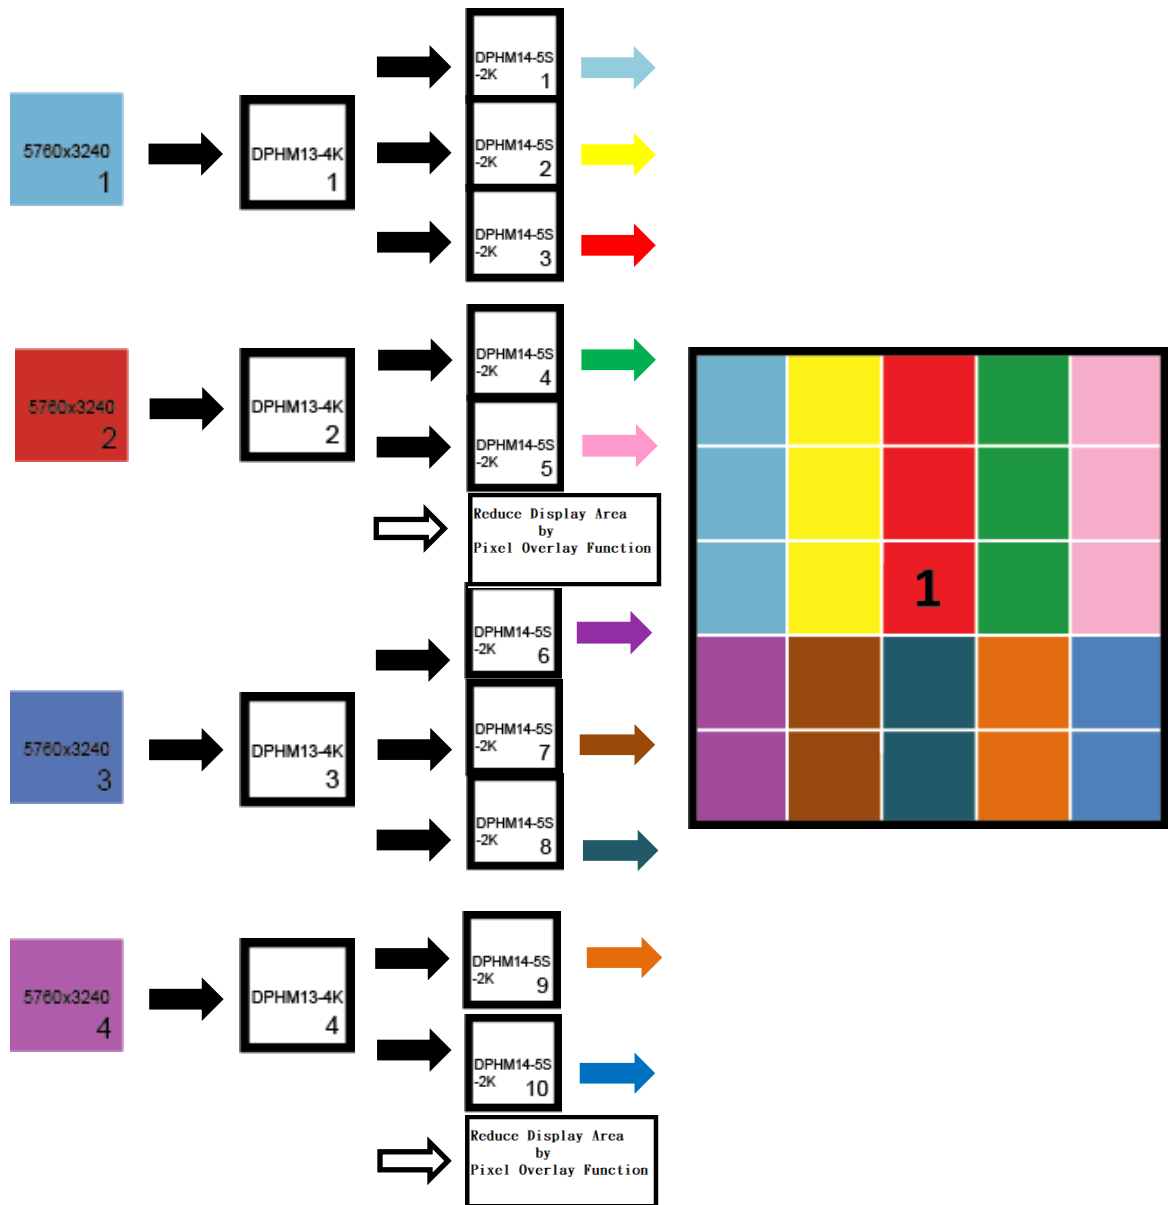 5760x3240
1
DPHM13-4K
1
DPHM14-5S
-2K
1
DPHM14-5S
-2K
2
DPHM14-5S
-2K
3
5760x3240
2
DPHM13-4K
2
DPHM14-5S
-2K
4
DPHM14-5S
-2K
5
Reduce Display Area
by
Pixel Overlay Function
5760x3240
3
DPHM13-4K
3
DPHM14-5S
-2K
6
DPHM14-5S
-2K
7
DPHM14-5S
-2K
8
5760x3240
4
DPHM13-4K
4
DPHM14-5S
-2K
9
DPHM14-5S
-2K
10
Reduce Display Area
by
Pixel Overlay Function
1